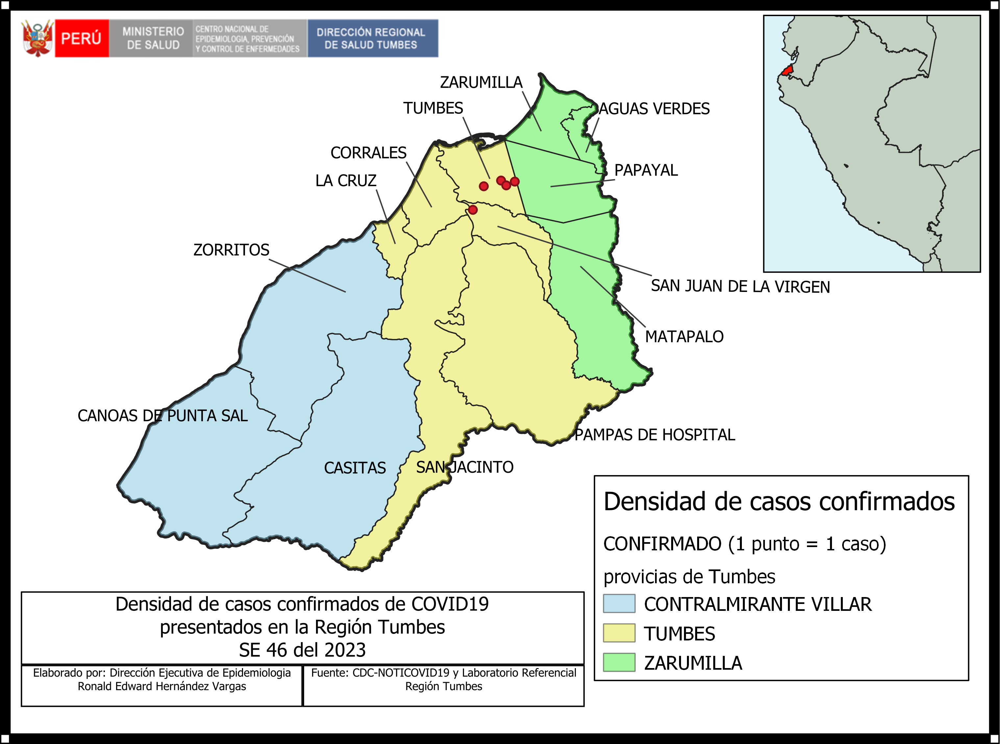 PERÚ
MINISTERIO
DE SALUD
CENTRO NACIONAL DE
EPIDEMIOLOGIA, PREVENCIÓN
Y CONTROL DE ENFERMEDADES
DIRECCIÓN REGIONAL
DE SALUD TUMBES
ZARUMILLA
TUMBES
AGUAS VERDES
CORRALES
PAPAYAL
LA CRUZ
ZORRITOS
SAN JUAN DE LA VIRGEN
MATAPALO
CANOAS DE PUNTA SAL
PAMPAS DE HOSPITAL
CASITAS
SAN JACINTO
Densidad de casos confirmados
CONFIRMADO (1 punto = 1 caso)
provicias de Tumbes
CONTRALMIRANTE VILLAR
TUMBES
ZARUMILLA
Densidad de casos confirmados de COVID19
presentados en la Región Tumbes
SE 46 del 2023
Elaborado por: Dirección Ejecutiva de Epidemiologia
Ronald Edward Hernández Vargas
Fuente: CDC-NOTICOVID19 y Laboratorio Referencial
Región Tumbes